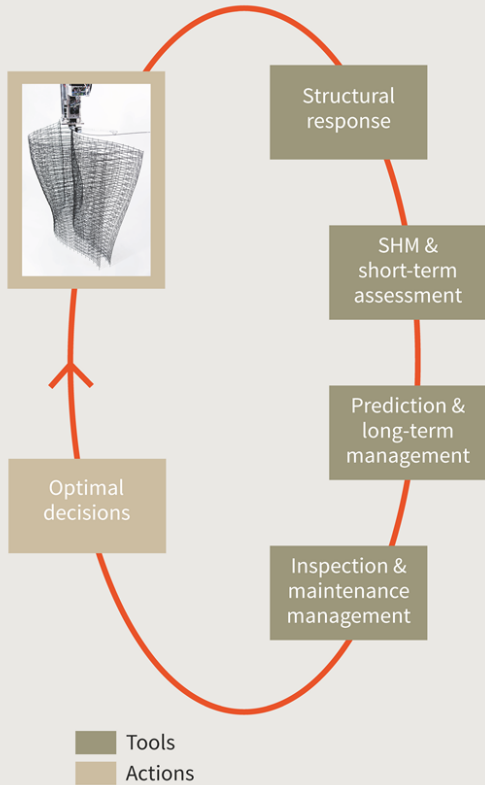 Structural
response
SHM &
short-term
assessment
Prediction &
long-term
management
Inspection &
maintenance
management
Optimal
decisions
Tools
Actions